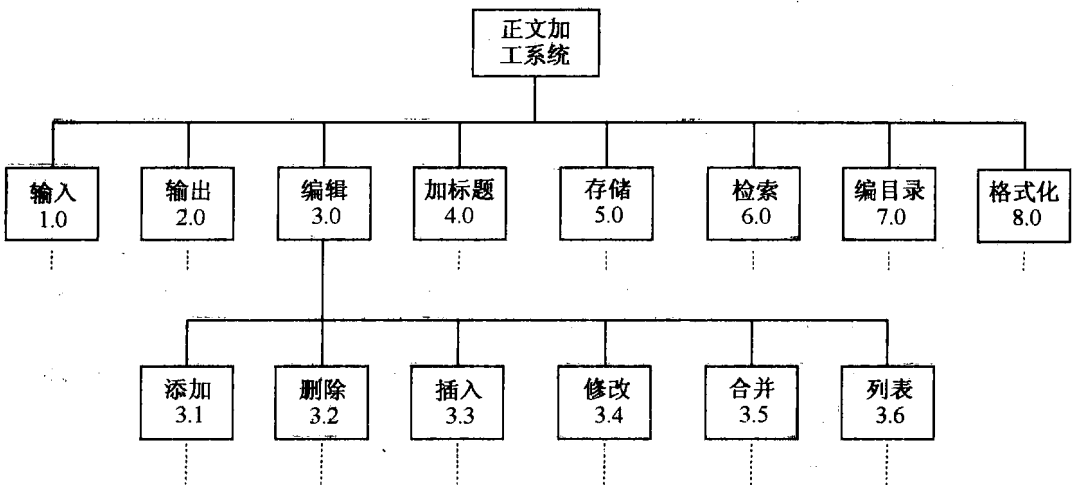 正文加
工系统
输入
1.0
输出
2.0
编辑
3.0
加标题
4.0
存储
5.0
检索
6.0
编目录
7.0
格式化
8.0
添加
3.1
删除
3.2
插入
3.3
修改
3.4
合并
3.5
列表
3.6